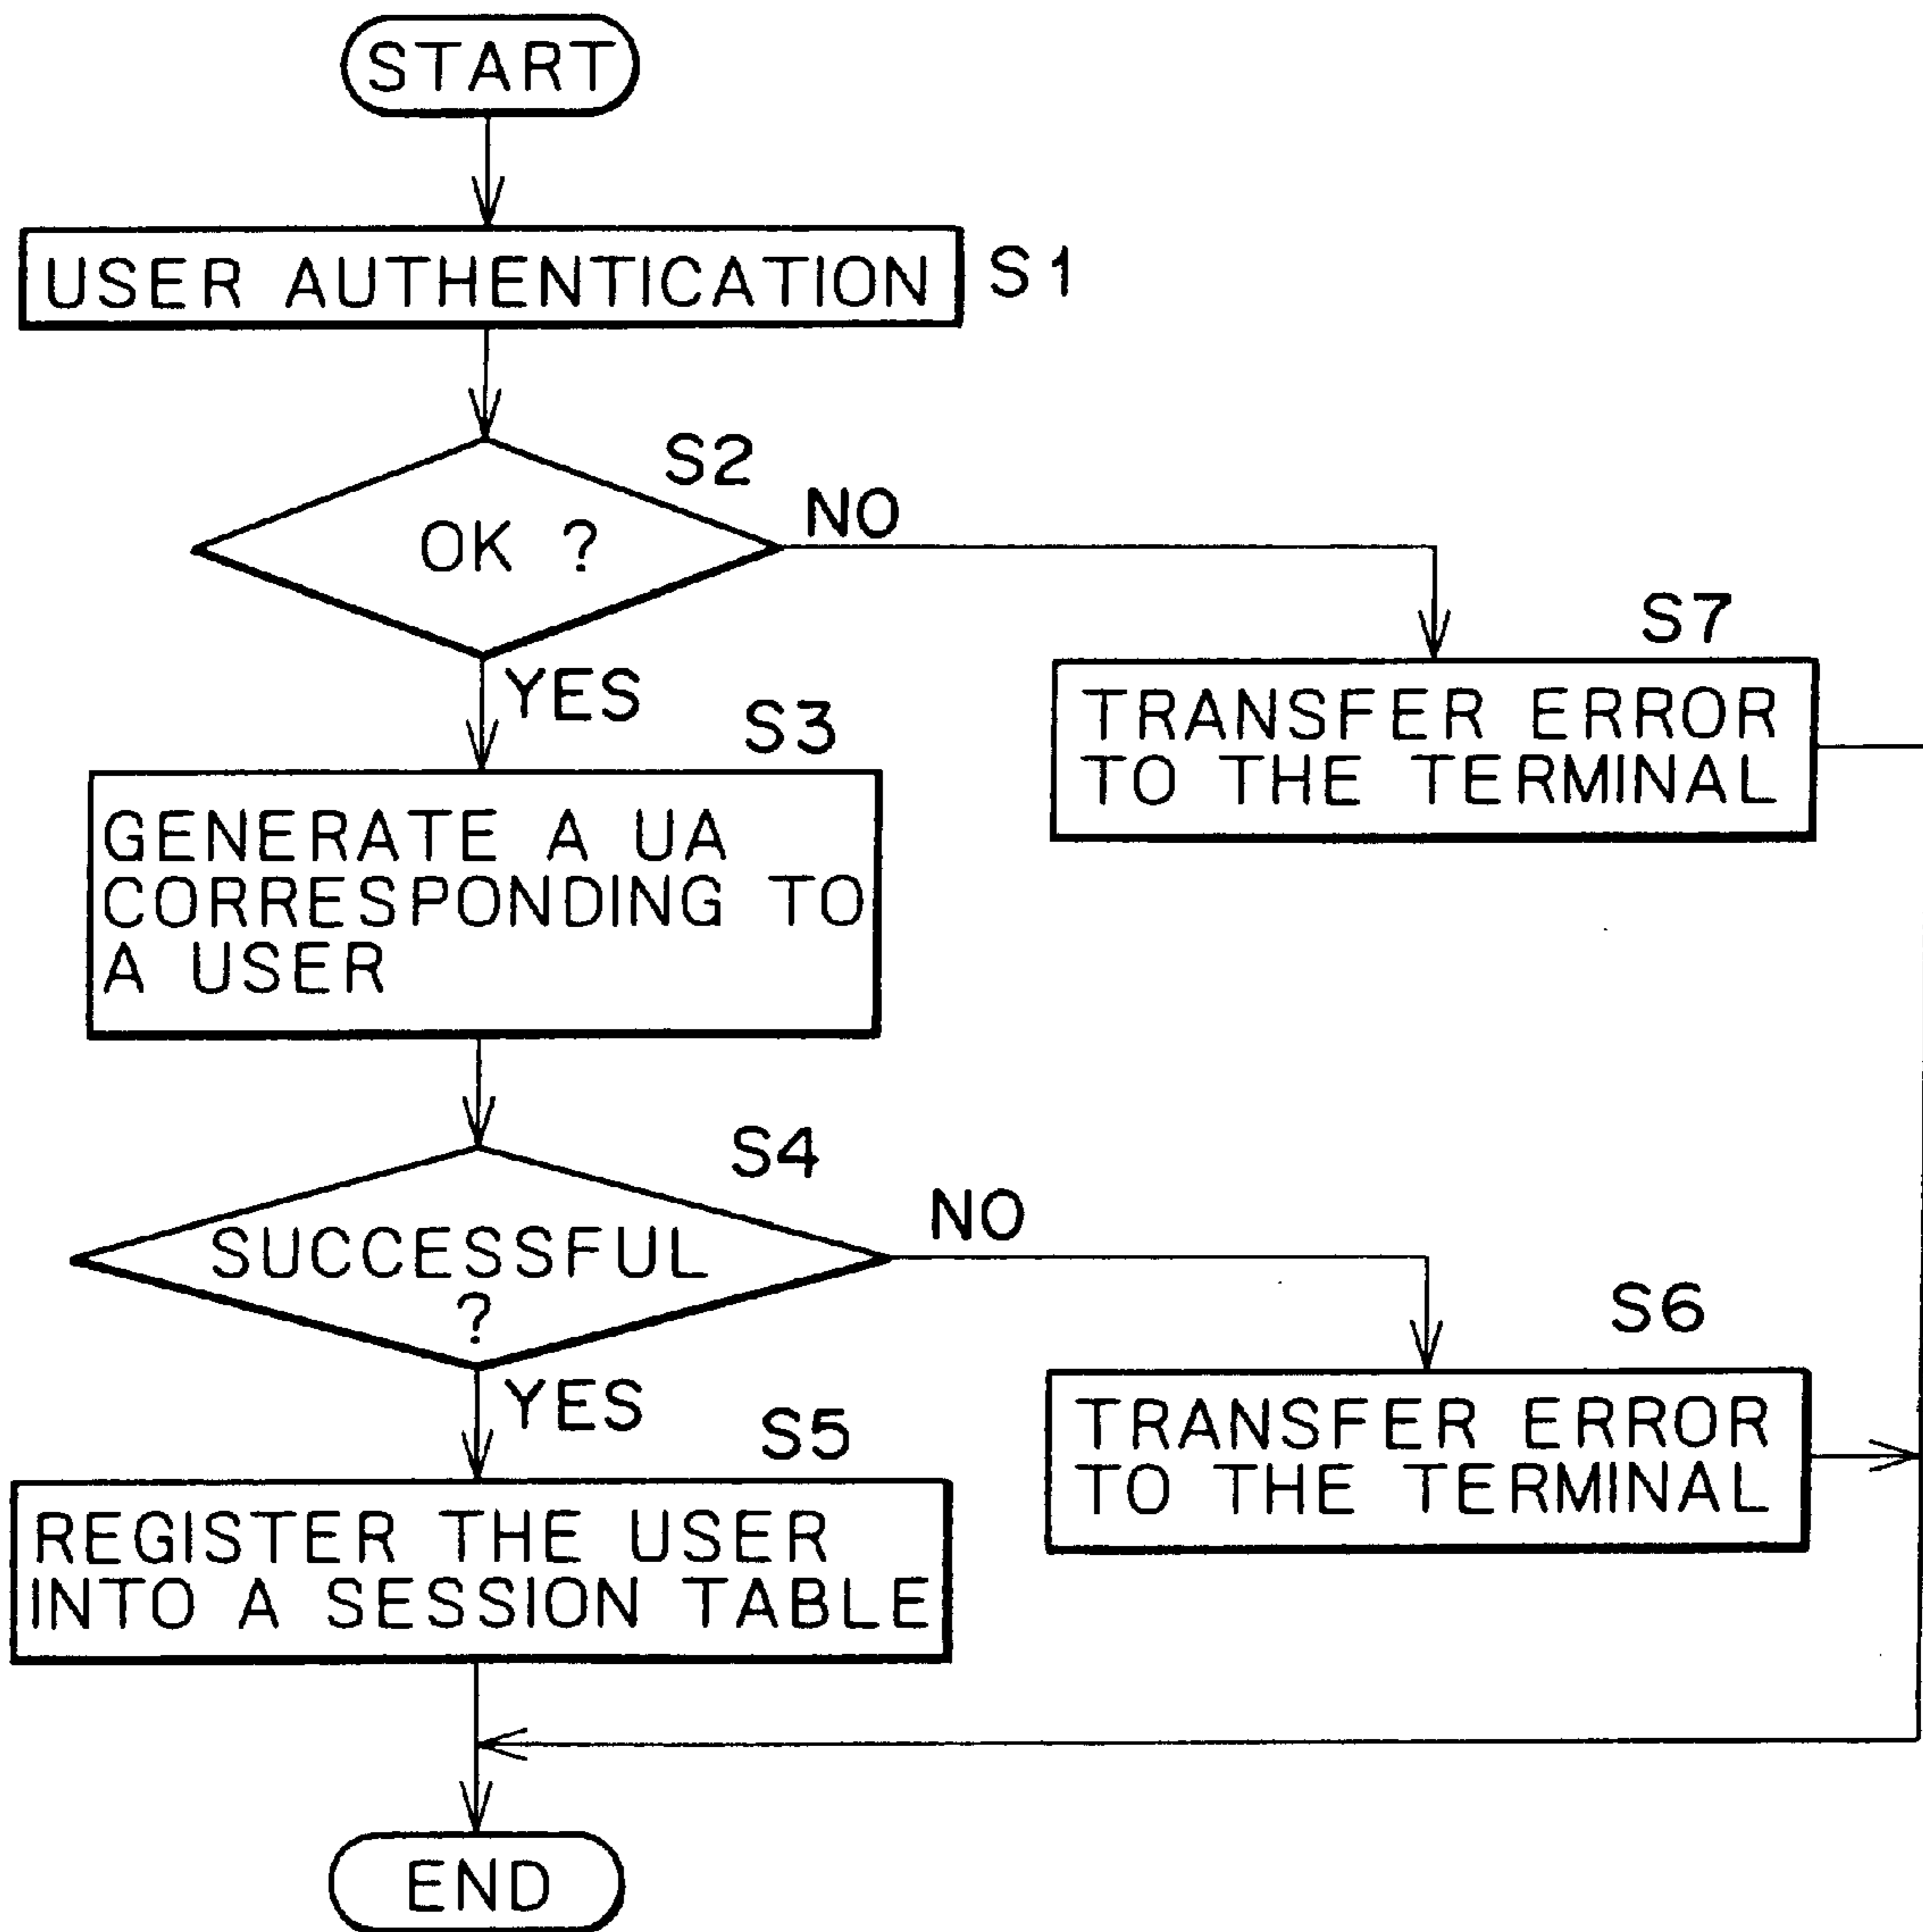 START
USER AUTHENTICATION S1
S2
NO
OK ?
YES
S7
TRANSFER ERROR
TO THE TERMINAL
S3
GENERATE A UA
CORRESPONDING TO
A USER
S4
NO
SUCCESSFUL
?
YES
S6
TRANSFER ERROR
TO THE TERMINAL
S5
REGISTER THE USER
INTO A SESSION TABLE
END